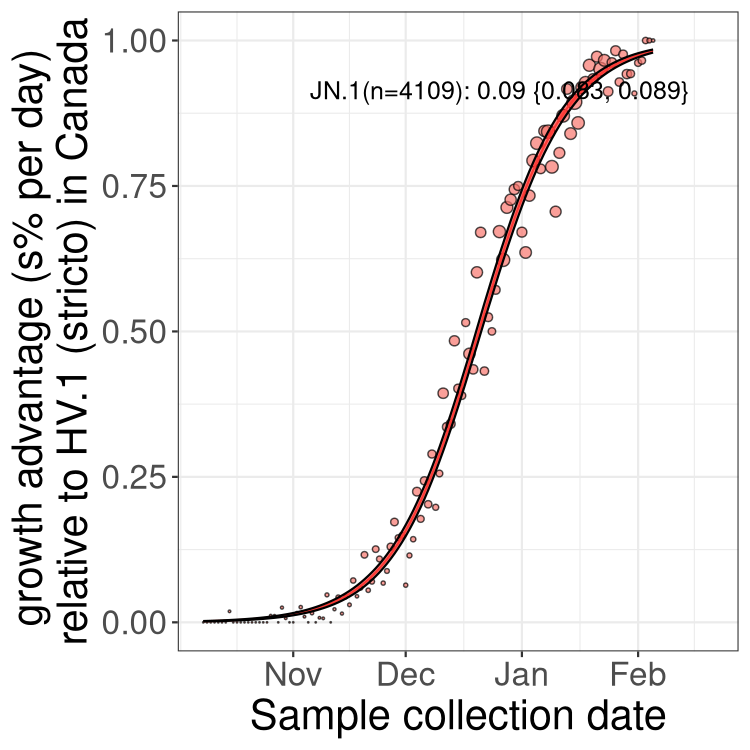 growth advantage (s% per day)
relative to HV.1 (stricto) in Canada
1.00
0.75
0.50
0.25
0.00
JN.1(n=4109): 0.09 {0.083, 0.089}
Nov Dec Jan Feb
Sample collection date